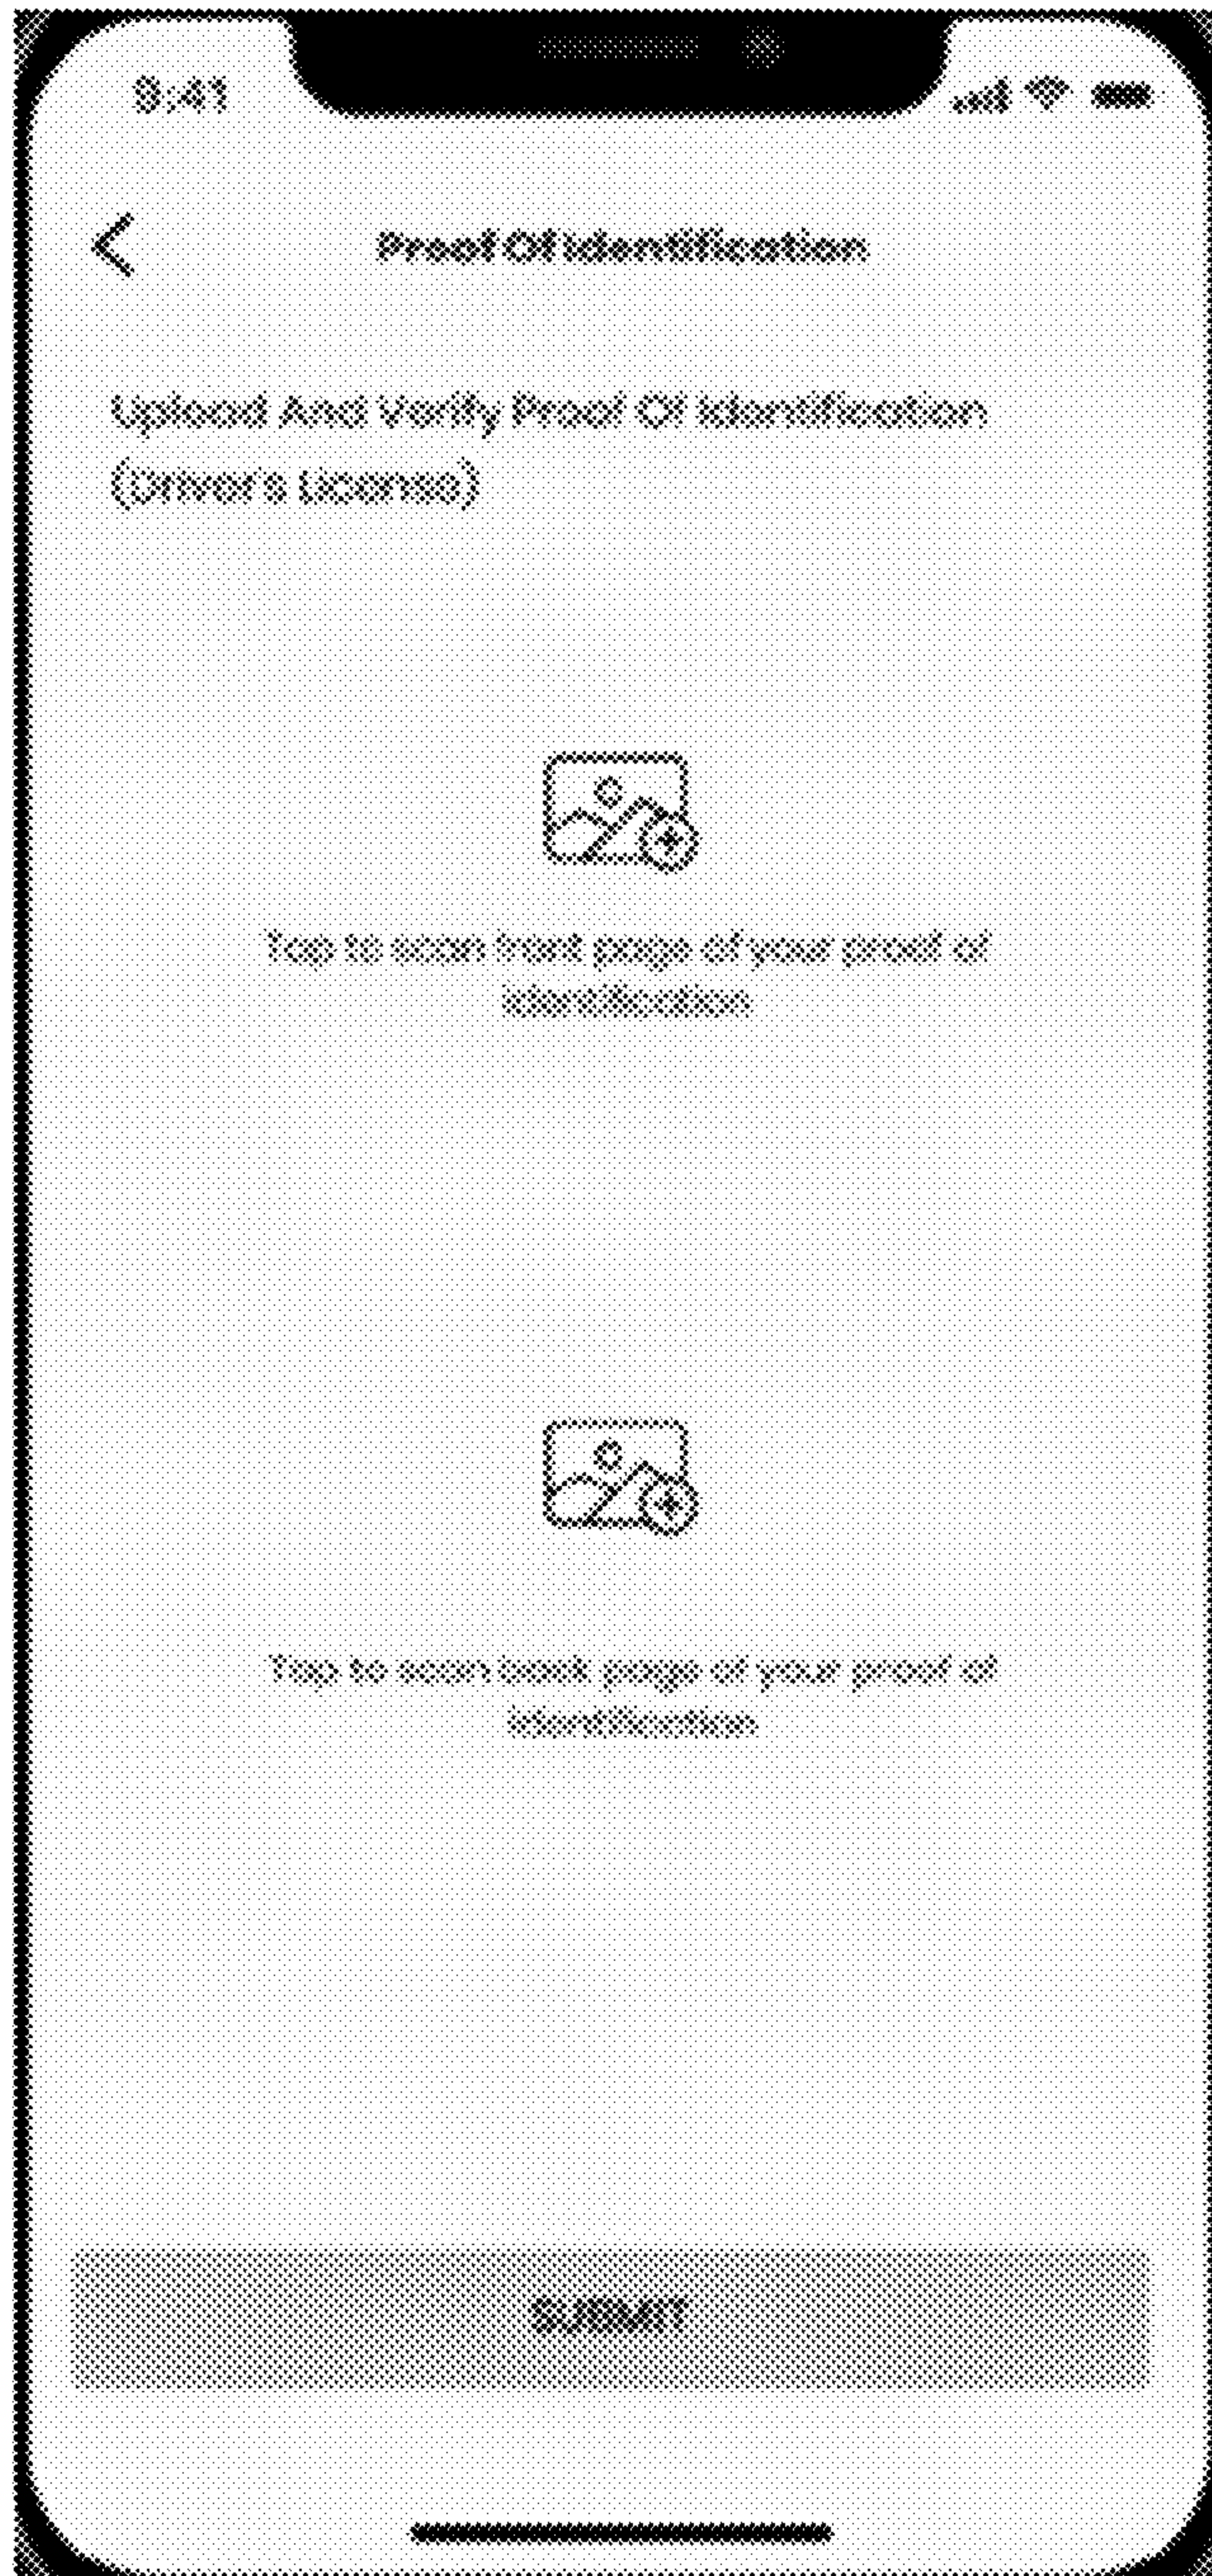 9:41
Proof Of Identification
Upload And Verify Proof Of Identification
(Driver's License)
Tap to scan front page of your proof of
identification
Tap to scan back page of your proof of
identification
SUBMIT